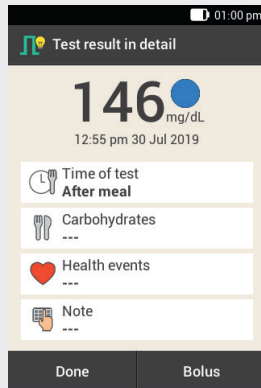 01:00 pm
Test result in detail
146
mg/dL
12:55 pm 30 Jul 2019
Time of test
After meal
Carbohydrates
---
Health events
---
Note
---
Done Bolus